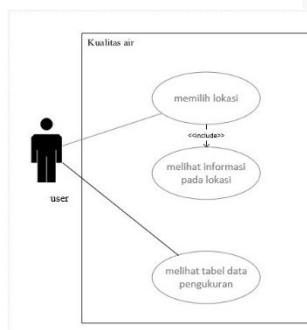 Kualitas air
memilih lokasi
<<include>>
melihat informasi
pada lokasi
user
melihat tabel data
pengukuran